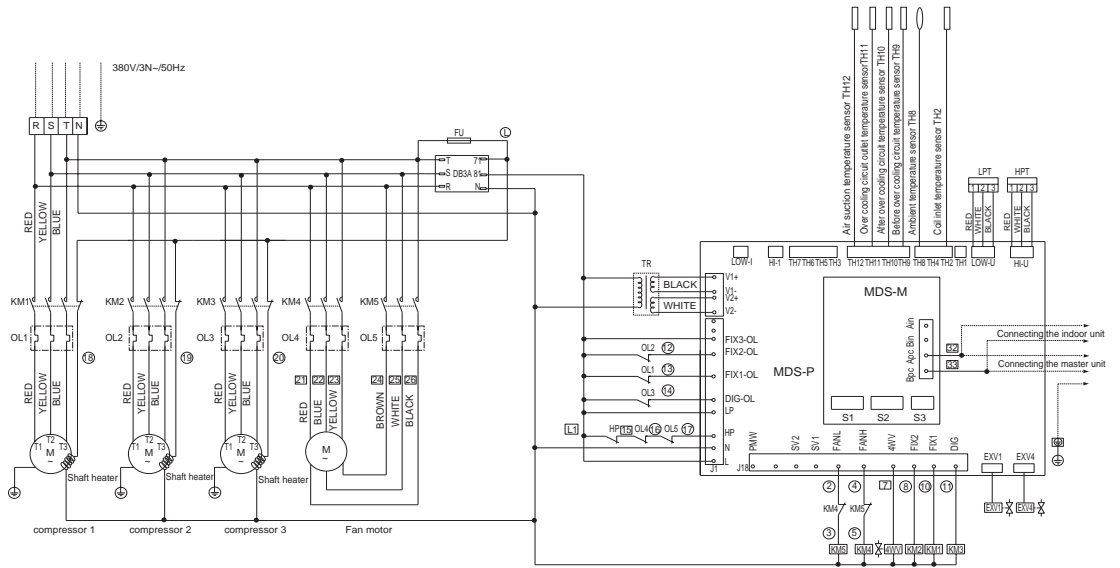 380V/3N~/50Hz
R S T N
FU L
T 71
S DB3A 81
R N
RED
YELLOW
BLUE
KM1 KM2 KM3 KM4 KM5
OL1 OL2 OL3 OL4 OL5
18 19 20
21 22 23 24 25 26
RED
YELLOW
BLUE
RED
YELLOW
BLUE
RED
YELLOW
BLUE
RED
BLUE
YELLOW
BROWN
WHITE
BLACK
T1 T2 T3
M
~
T1 T2 T3
M
~
T1 T2 T3
M
~
M
~
Shaft heater
Shaft heater
Shaft heater
compressor 1
compressor 2
compressor 3
Fan motor
Air suction temperature sensor TH12
Over cooling circuit outlet temperature sensor TH11
After over cooling circuit temperature sensor TH10
Before over cooling circuit temperature sensor TH9
Ambient temperature sensor TH8
Coil inlet temperature sensor TH2
LPT HPT
1 2 3
1 2 3
RED
WHITE
BLACK
RED
WHITE
BLACK
LOW-I HI-1 TH7 TH6 TH5 TH3 TH12 TH11 TH10 TH9 TH8 TH4 TH2 TH1 LOW-U HI-U
TR
BLACK
WHITE
V1+
V1-
V2+
V2-
FIX3-OL
FIX2-OL
FIX1-OL
DIG-OL
LP
HP
N
L
J1
OL2 12
OL1 13
OL3 14
L1
HP 15 OL4 16 OL5 17
MDS-P
MDS-M
Ain
Bin
Apc
Bpc
S1 S2 S3
32
33
Connecting the indoor unit
Connecting the master unit
J18
PMW
SV2
SV1
FANL
FANH
4WV
FIX2
FIX1
DIG
EXV1 EXV4
EXV1 EXV4
2 4 7 8 10 11
KM4 KM5
3 5
KM5 KM4 4WV KM2 KM1 KM3